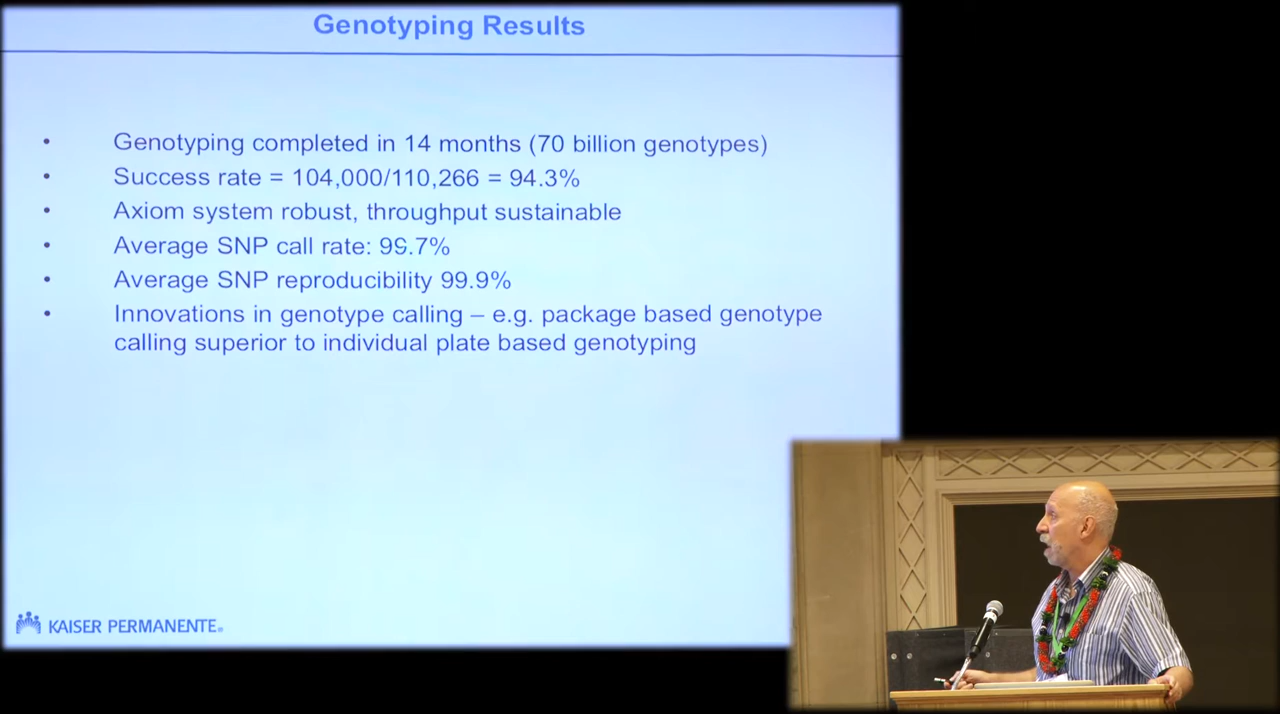 Genotyping Results
• Genotyping completed in 14 months (70 billion genotypes)
• Success rate = 104,000/110,266 = 94.3%
• Axiom system robust, throughput sustainable
• Average SNP call rate: 99.7%
• Average SNP reproducibility 99.9%
• Innovations in genotype calling – e.g. package based genotype
calling superior to individual plate based genotyping
KAISER PERMANENTE®